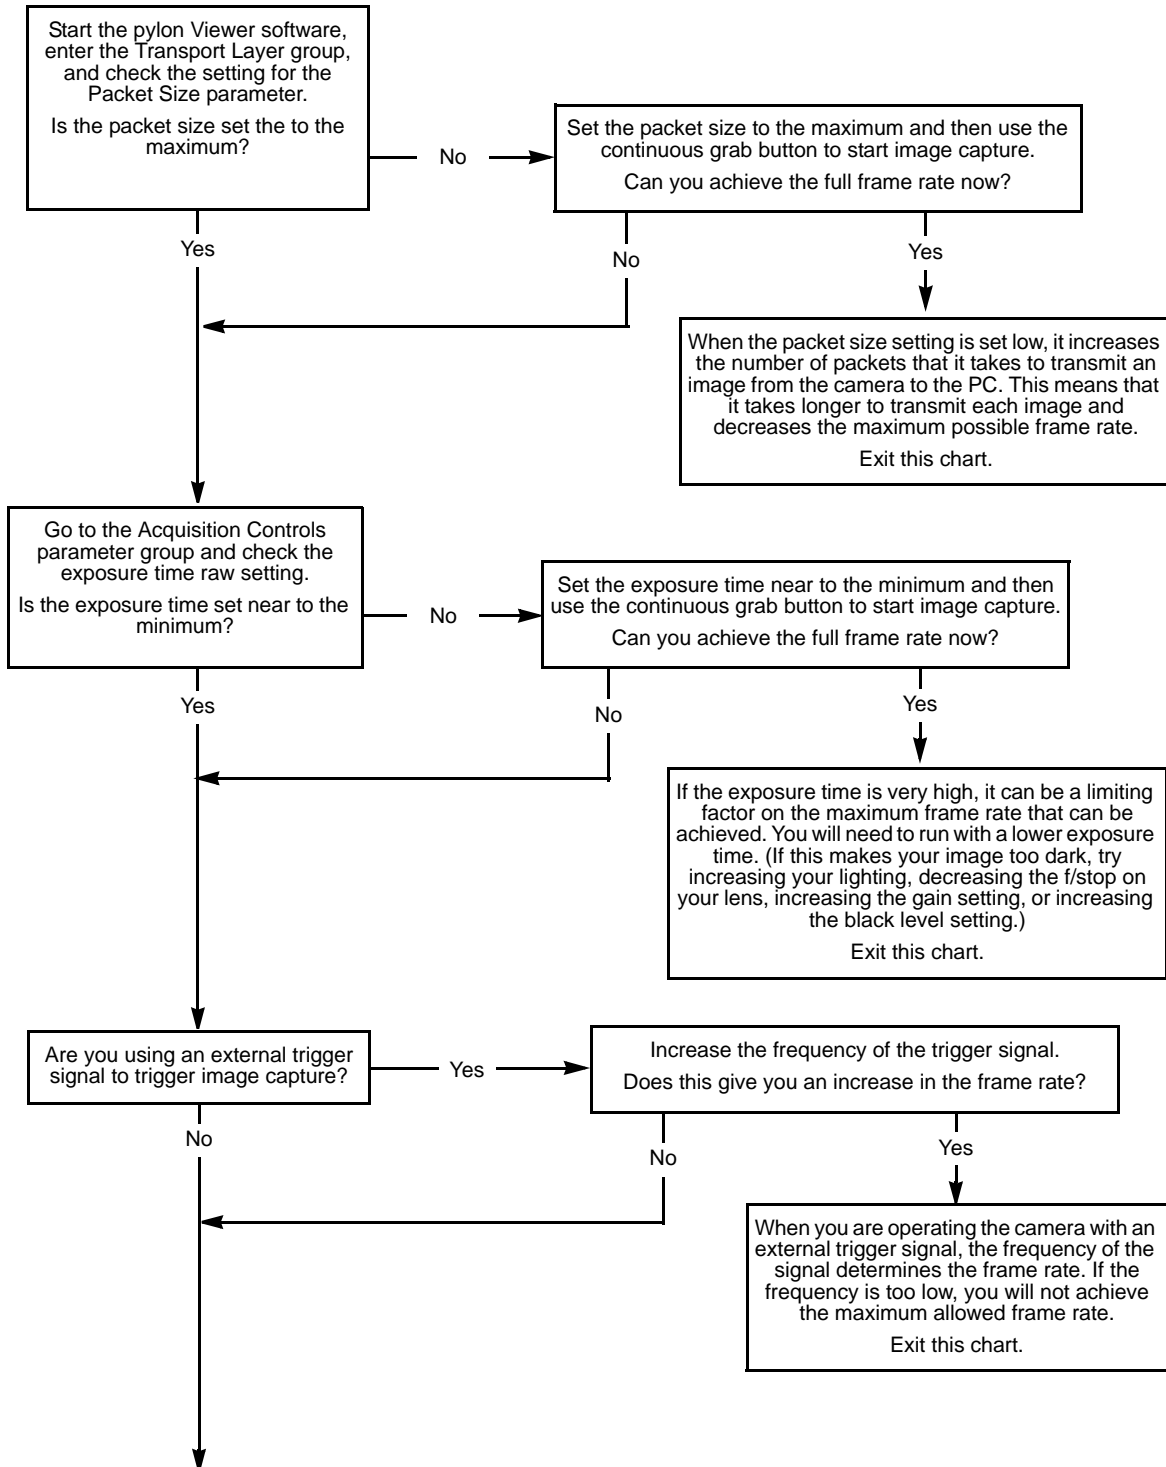 Start the pylon Viewer software,
enter the Transport Layer group,
and check the setting for the
Packet Size parameter.
Is the packet size set the to the
maximum?
No
Set the packet size to the maximum and then use the
continuous grab button to start image capture.
Can you achieve the full frame rate now?
Yes
No
Yes
When the packet size setting is set low, it increases
the number of packets that it takes to transmit an
image from the camera to the PC. This means that
it takes longer to transmit each image and
decreases the maximum possible frame rate.
Exit this chart.
Go to the Acquisition Controls
parameter group and check the
exposure time raw setting.
Is the exposure time set near to the
minimum?
No
Set the exposure time near to the minimum and then
use the continuous grab button to start image capture.
Can you achieve the full frame rate now?
Yes
No
Yes
If the exposure time is very high, it can be a limiting
factor on the maximum frame rate that can be
achieved. You will need to run with a lower exposure
time. (If this makes your image too dark, try
increasing your lighting, decreasing the f/stop on
your lens, increasing the gain setting, or increasing
the black level setting.)
Exit this chart.
Are you using an external trigger
signal to trigger image capture?
Yes
Increase the frequency of the trigger signal.
Does this give you an increase in the frame rate?
No
No
Yes
When you are operating the camera with an
external trigger signal, the frequency of the
signal determines the frame rate. If the
frequency is too low, you will not achieve
the maximum allowed frame rate.
Exit this chart.